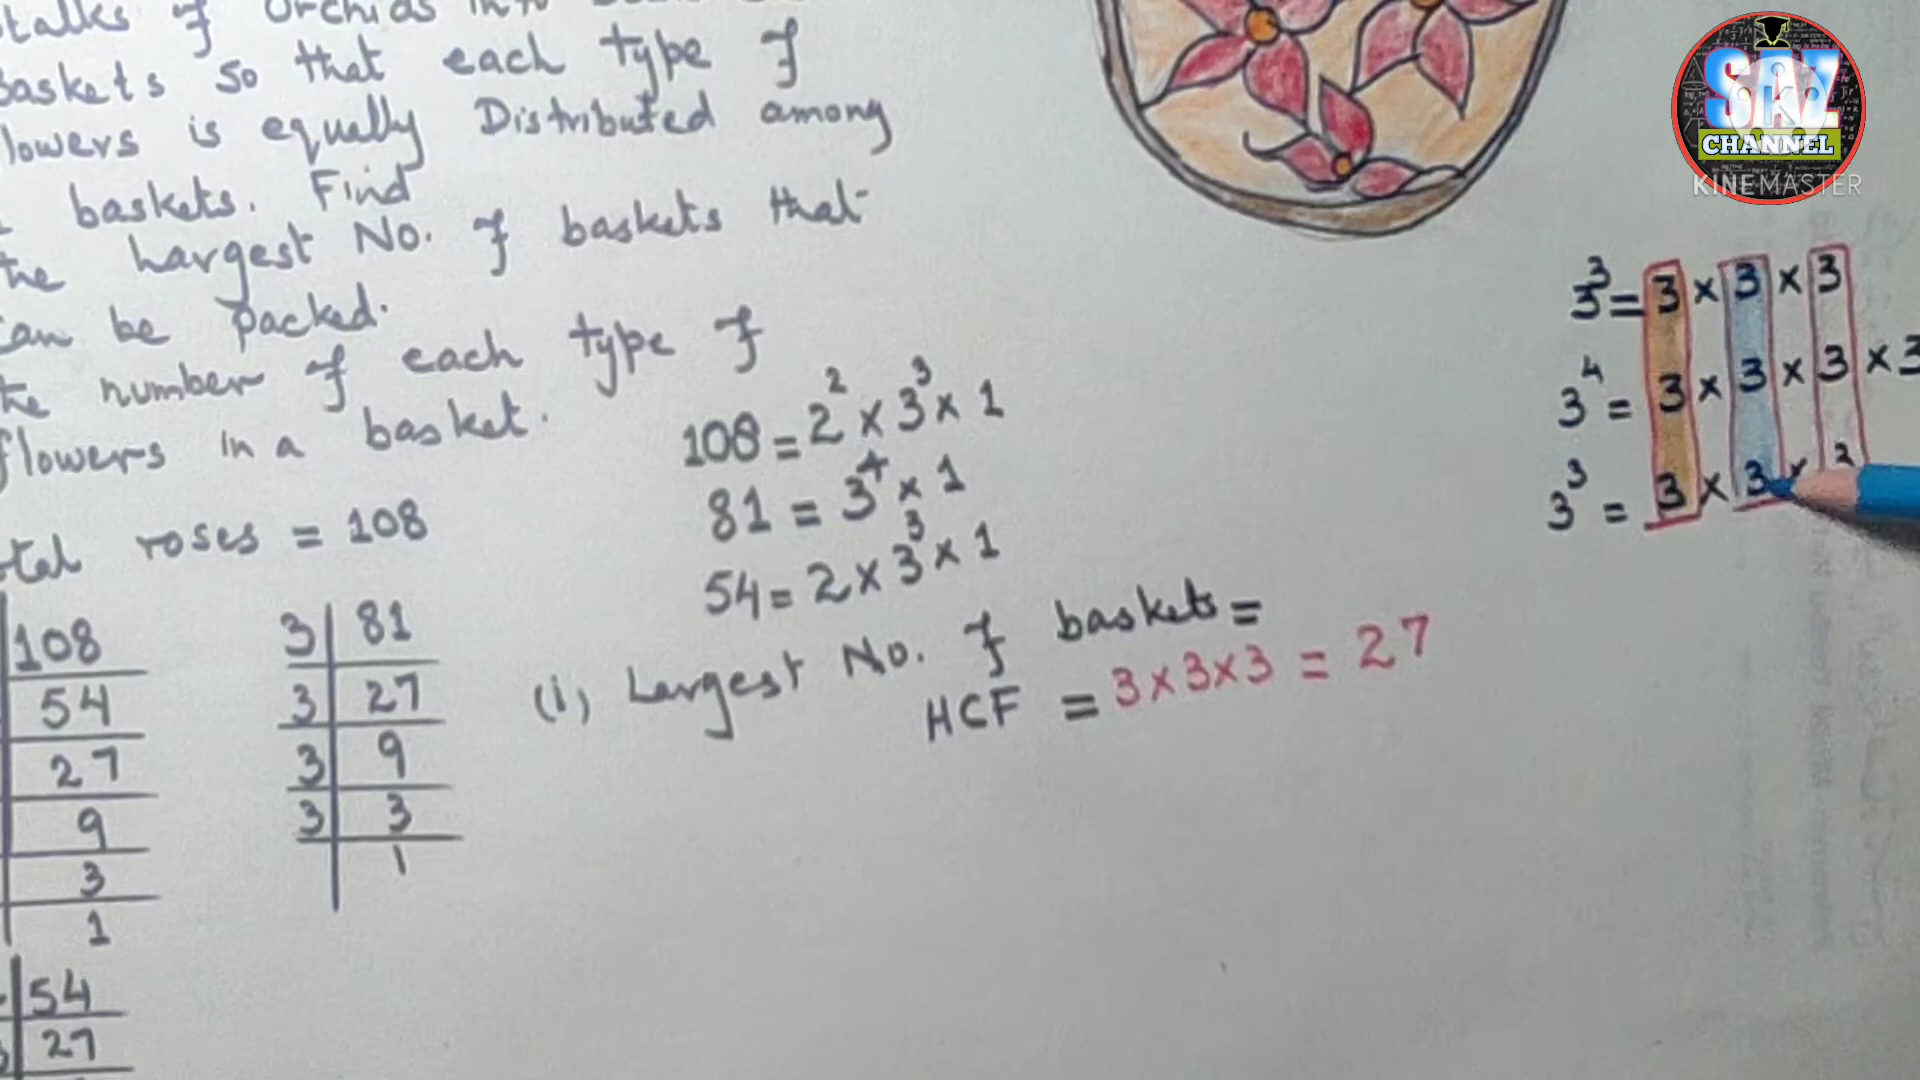 stalks of Orchids into
baskets so that each type of
flowers is equally Distributed among
baskets. Find
the Largest No. of baskets that
can be packed.
the number of each type of
flowers in a basket.
total roses = 108
108
54
27
9
3
1
3 | 81
3 | 27
3 | 9
3 | 3
1
54
27
108 = 2² × 3³ × 1
81 = 3⁴ × 1
54 = 2 × 3³ × 1
(i) Largest No. of baskets =
HCF = 3×3×3 = 27
3³ = 3 × 3 × 3
3⁴ = 3 × 3 × 3 × 3
3³ = 3 × 3 ×
SAZ
CHANNEL
KINEMASTER